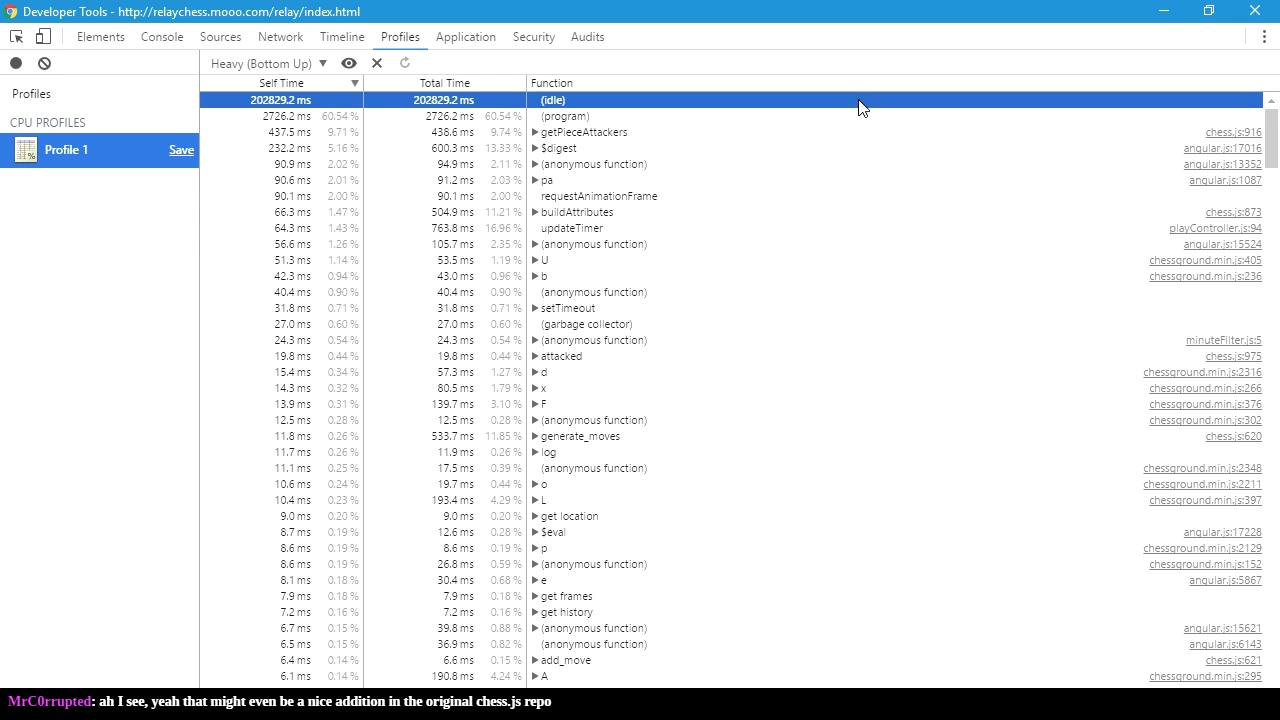 Developer Tools - http://relaychess.mooo.com/relay/index.html
Elements Console Sources Network Timeline Profiles Application Security Audits
Heavy (Bottom Up)
Profiles
CPU PROFILES
Profile 1 Save
Self Time Total Time Function
202829.2 ms 202829.2 ms (idle)
2726.2 ms 60.54 % 2726.2 ms 60.54 % (program)
437.5 ms 9.71 % 438.6 ms 9.74 % getPieceAttackers chess.js:916
232.2 ms 5.16 % 600.3 ms 13.33 % $digest angular.js:17016
90.9 ms 2.02 % 94.9 ms 2.11 % (anonymous function) angular.js:13352
90.6 ms 2.01 % 91.2 ms 2.03 % pa angular.js:1087
90.1 ms 2.00 % 90.1 ms 2.00 % requestAnimationFrame
66.3 ms 1.47 % 504.9 ms 11.21 % buildAttributes chess.js:873
64.3 ms 1.43 % 763.8 ms 16.96 % updateTimer playController.js:94
56.6 ms 1.26 % 105.7 ms 2.35 % (anonymous function) angular.js:15524
51.3 ms 1.14 % 53.5 ms 1.19 % U chessground.min.js:405
42.3 ms 0.94 % 43.0 ms 0.96 % b chessground.min.js:236
40.4 ms 0.90 % 40.4 ms 0.90 % (anonymous function)
31.8 ms 0.71 % 31.8 ms 0.71 % setTimeout
27.0 ms 0.60 % 27.0 ms 0.60 % (garbage collector)
24.3 ms 0.54 % 24.3 ms 0.54 % (anonymous function) minuteFilter.js:5
19.8 ms 0.44 % 19.8 ms 0.44 % attacked chess.js:975
15.4 ms 0.34 % 57.3 ms 1.27 % d chessground.min.js:2316
14.3 ms 0.32 % 80.5 ms 1.79 % x chessground.min.js:266
13.9 ms 0.31 % 139.7 ms 3.10 % F chessground.min.js:376
12.5 ms 0.28 % 12.5 ms 0.28 % (anonymous function) chessground.min.js:302
11.8 ms 0.26 % 533.7 ms 11.85 % generate_moves chess.js:620
11.7 ms 0.26 % 11.9 ms 0.26 % log
11.1 ms 0.25 % 17.5 ms 0.39 % (anonymous function) chessground.min.js:2348
10.6 ms 0.24 % 19.7 ms 0.44 % o chessground.min.js:2211
10.4 ms 0.23 % 193.4 ms 4.29 % L chessground.min.js:397
9.0 ms 0.20 % 9.0 ms 0.20 % get location
8.7 ms 0.19 % 12.6 ms 0.28 % $eval angular.js:17228
8.6 ms 0.19 % 8.6 ms 0.19 % p chessground.min.js:2129
8.6 ms 0.19 % 26.8 ms 0.59 % (anonymous function) chessground.min.js:152
8.1 ms 0.18 % 30.4 ms 0.68 % e angular.js:5867
7.9 ms 0.18 % 7.9 ms 0.18 % get frames
7.2 ms 0.16 % 7.2 ms 0.16 % get history
6.7 ms 0.15 % 39.8 ms 0.88 % (anonymous function) angular.js:15621
6.5 ms 0.15 % 36.9 ms 0.82 % (anonymous function) angular.js:6143
6.4 ms 0.14 % 6.6 ms 0.15 % add_move chess.js:621
6.1 ms 0.14 % 190.8 ms 4.24 % A chessground.min.js:295
MrC0rrupted: ah I see, yeah that might even be a nice addition in the original chess.js repo